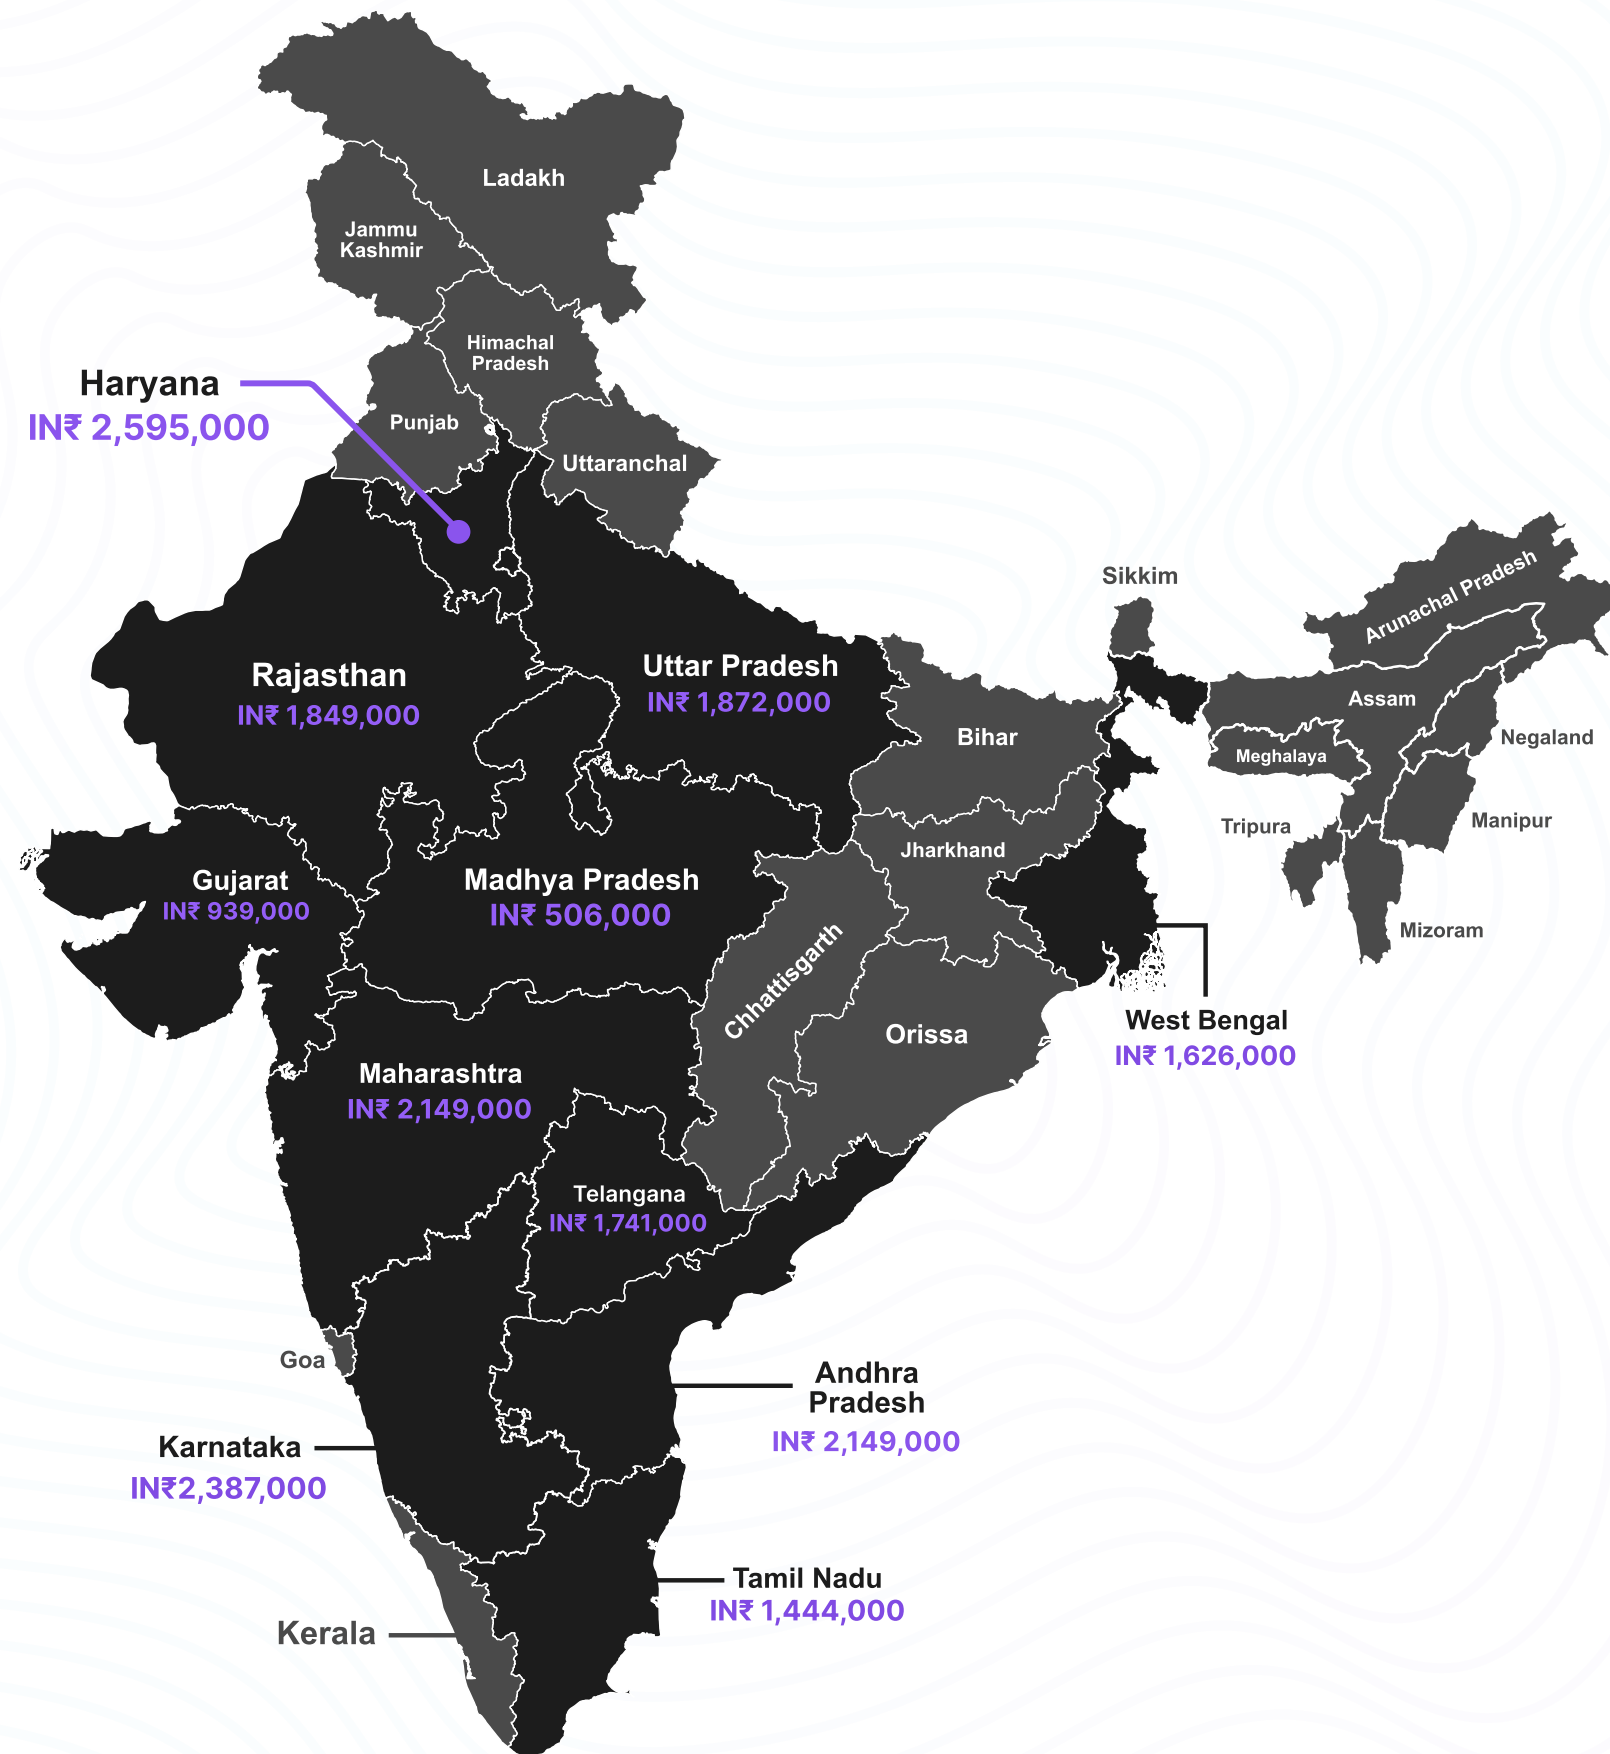 Ladakh
Jammu
Kashmir
Himachal
Pradesh
Haryana
IN₹ 2,595,000
Punjab
Uttaranchal
Sikkim
Arunachal Pradesh
Rajasthan
IN₹ 1,849,000
Uttar Pradesh
IN₹ 1,872,000
Bihar
Assam
Negaland
Meghalaya
Tripura
Manipur
Jharkhand
Gujarat
IN₹ 939,000
Madhya Pradesh
IN₹ 506,000
Mizoram
Chhattisgarth
Orissa
West Bengal
IN₹ 1,626,000
Maharashtra
IN₹ 2,149,000
Telangana
IN₹ 1,741,000
Goa
Andhra
Pradesh
IN₹ 2,149,000
Karnataka
IN₹2,387,000
Tamil Nadu
IN₹ 1,444,000
Kerala